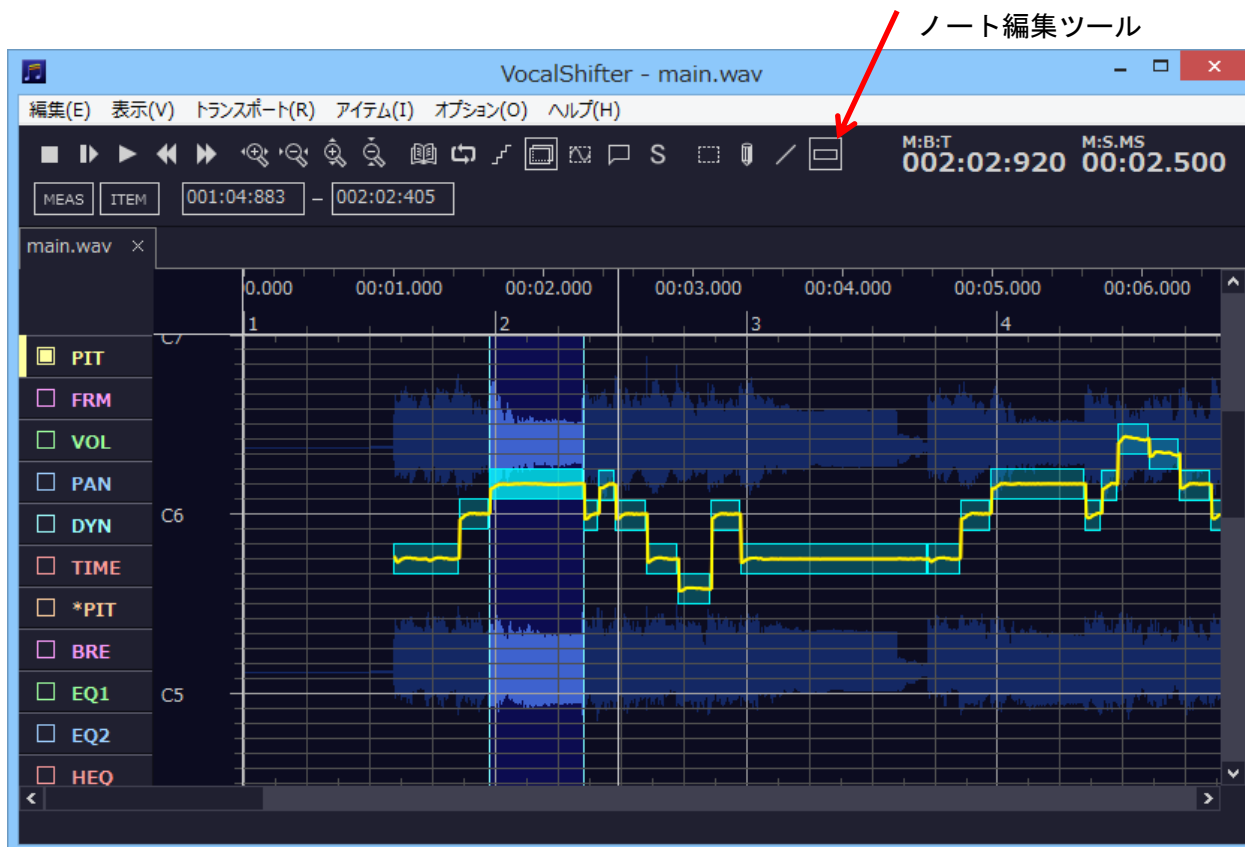 ノート編集ツール
VocalShifter - main.wav
編集(E) 表示(V) トランスポート(R) アイテム(I) オプション(O) ヘルプ(H)
S
M:B:T M:S.MS
002:02:920 00:02.500
MEAS ITEM 001:04:883 – 002:02:405
main.wav ×
0.000 00:01.000 00:02.000 00:03.000 00:04.000 00:05.000 00:06.000
1 2 3 4
C7
PIT
FRM
VOL
PAN
C6
DYN
TIME
*PIT
BRE
EQ1 C5
EQ2
HEQ